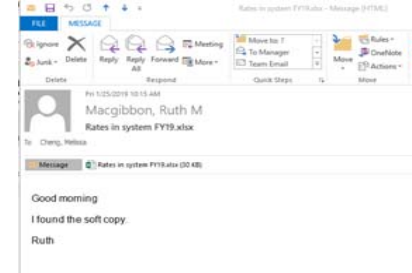 Rates in system FY19.xlsx - Message (HTML)
FILE MESSAGE
Ignore Meeting Move to: ? Rules
Junk Delete Reply Reply All Forward More To Manager Team Email Move OneNote Actions
Delete Respond Quick Steps Move
Fri 1/25/2019 10:15 AM
Macgibbon, Ruth M
Rates in system FY19.xlsx
To Cheng, Melissa
Message Rates in system FY19.xlsx (30 KB)
Good morning
I found the soft copy.
Ruth